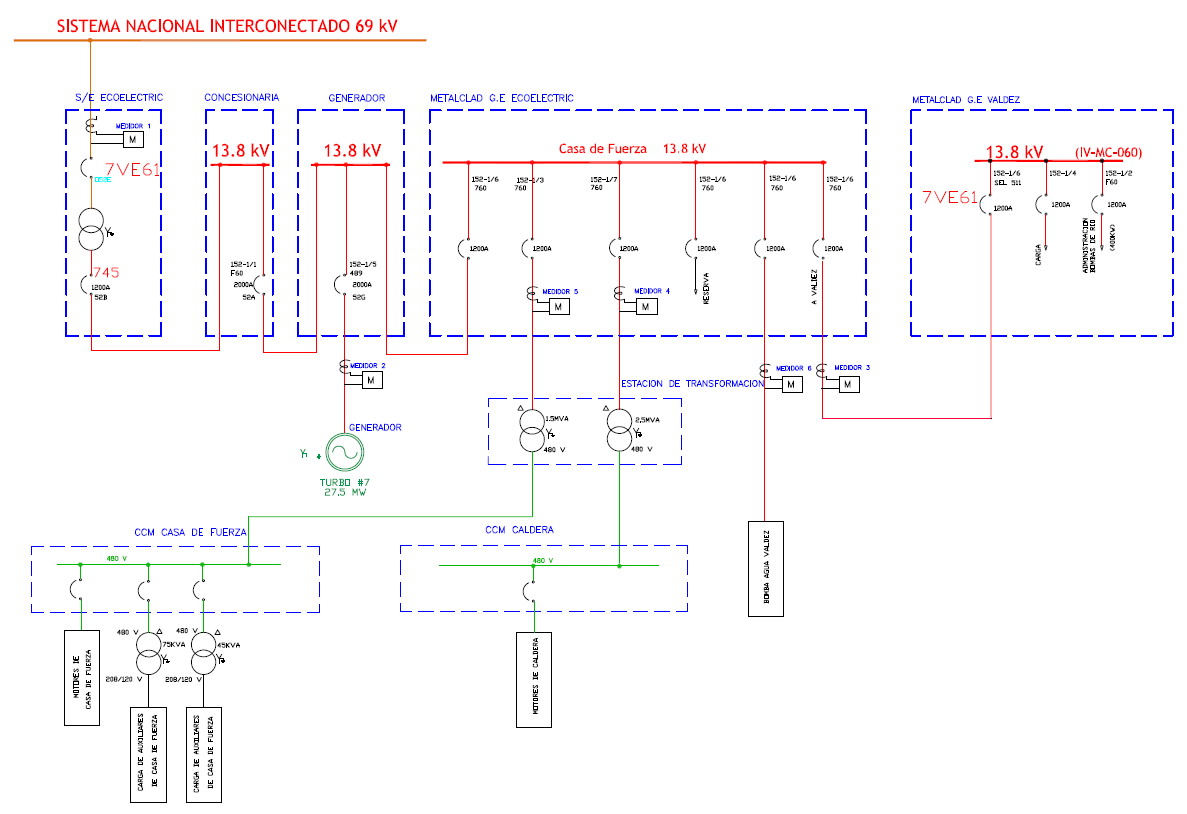 SISTEMA NACIONAL INTERCONECTADO 69 kV
S/E ECOELECTRIC
CONCESIONARIA
GENERADOR
METALCLAD G.E ECOELECTRIC
METALCLAD G.E VALDEZ
MEDIDOR 1
M
7VE61
052E
745
1200A
52B
13.8 kV
152-1/1
F60
2000A
52A
13.8 kV
152-1/5
489
2000A
52G
Casa de Fuerza 13.8 kV
152-1/6
760
1200A
152-1/3
760
1200A
152-1/7
760
1200A
152-1/6
760
1200A
152-1/6
760
1200A
152-1/6
760
1200A
RESERVA
A VALDEZ
MEDIDOR 5
M
MEDIDOR 4
M
13.8 kV
(IV-MC-060)
152-1/6
SEL 511
7VE61
1200A
152-1/4
1200A
152-1/2
F60
1200A
CARGA
ADMINISTRACION
BOMBAS DE RIO
(400KW)
MEDIDOR 2
M
MEDIDOR 6
M
MEDIDOR 3
M
ESTACION DE TRANSFORMACION
1.5MVA
480 V
2.5MVA
480 V
GENERADOR
TURBO #7
27.5 MW
CCM CASA DE FUERZA
480 V
CCM CALDERA
480 V
BOMBA AGUA VALDEZ
MOTORES DE
CASA DE FUERZA
480 V
75KVA
208/120 V
480 V
45KVA
208/120 V
CARGA DE AUXILIARES
DE CASA DE FUERZA
CARGA DE AUXILIARES
DE CASA DE FUERZA
MOTORES DE CALDERA